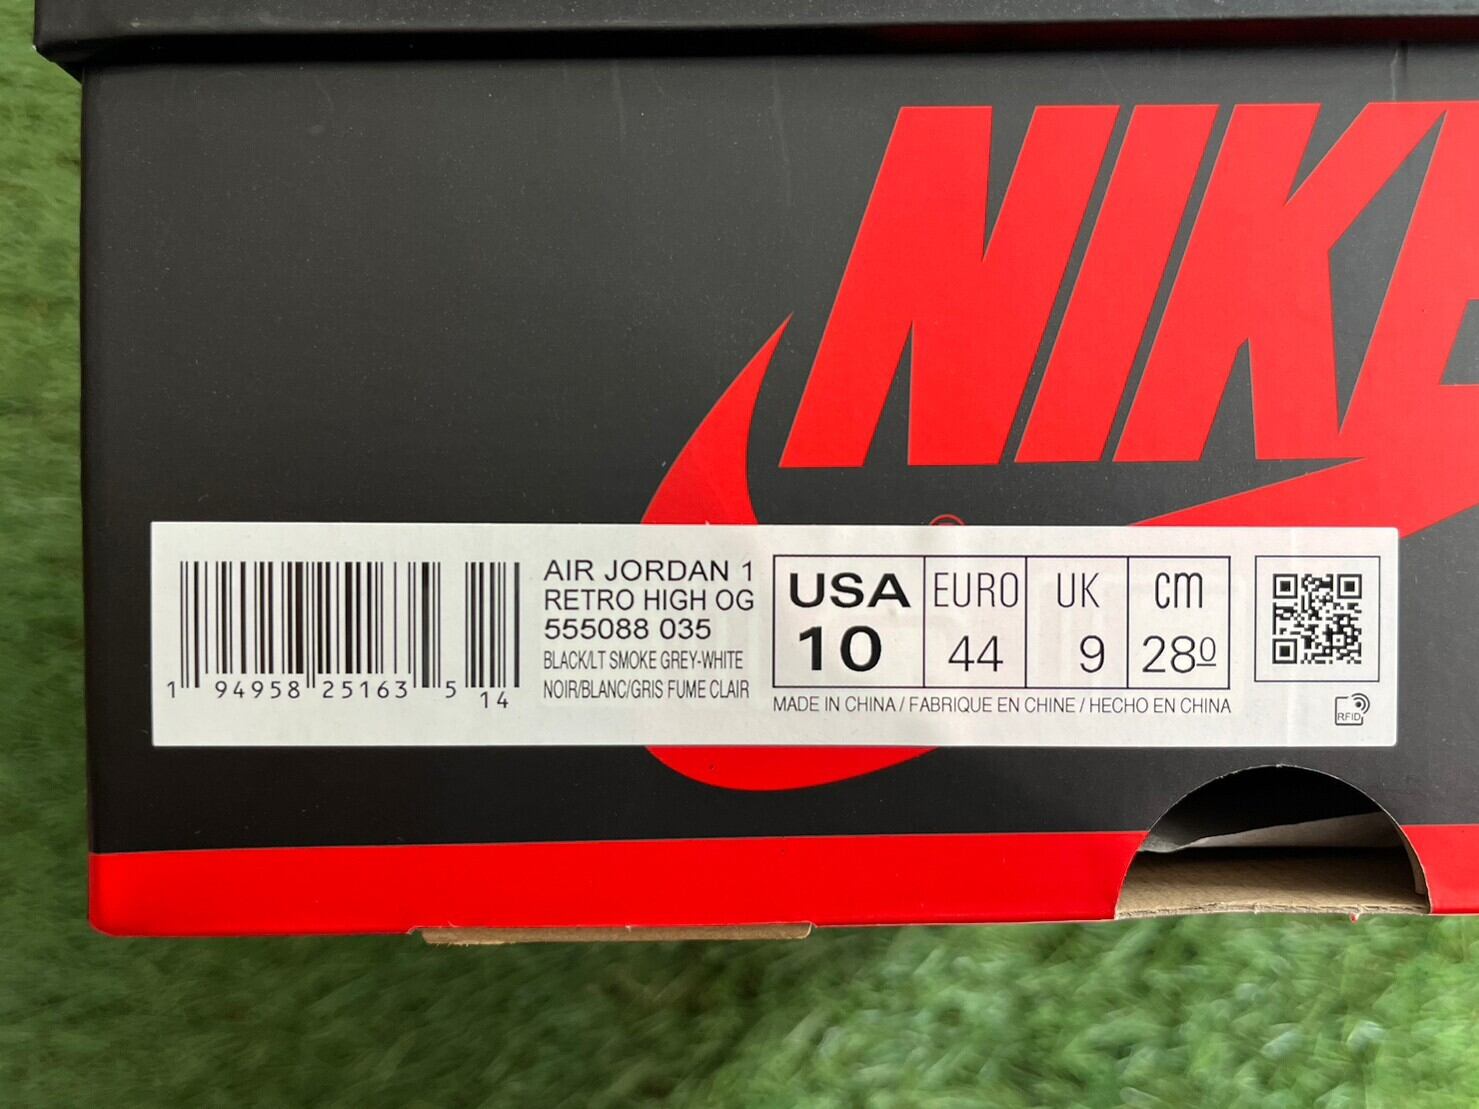 NIKE
®
AIR JORDAN 1
RETRO HIGH OG
555088 035
BLACK/LT SMOKE GREY-WHITE
NOIR/BLANC/GRIS FUME CLAIR
1 94958 25163 5 14
USA EURO UK cm
10 44 9 28.0
MADE IN CHINA / FABRIQUE EN CHINE / HECHO EN CHINA
RFID